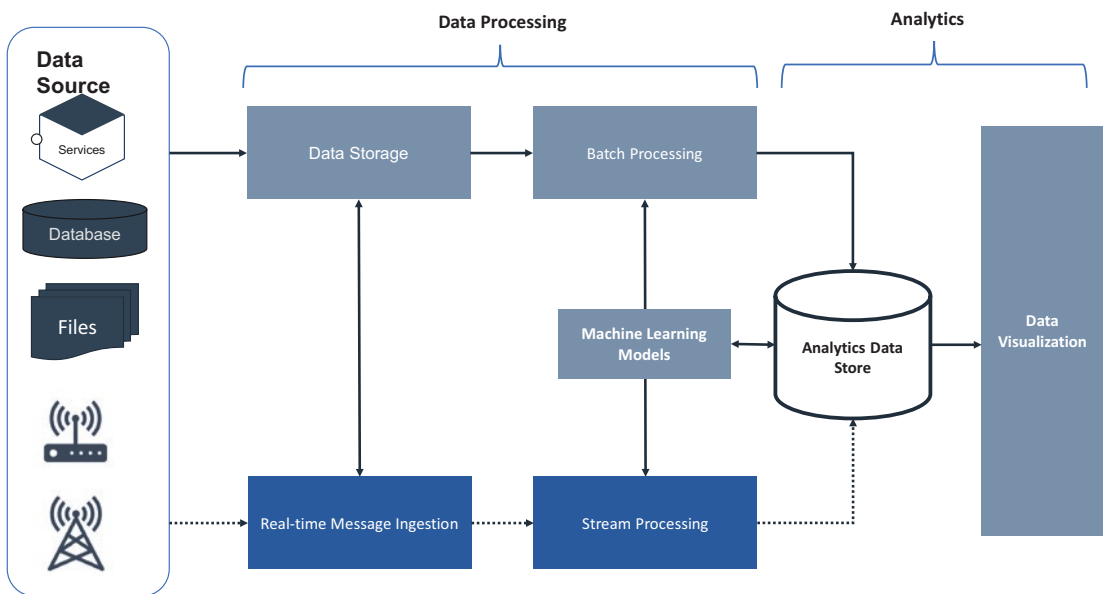 Data Processing
Analytics
Data
Source
Services
Database
Files
Data Storage
Batch Processing
Machine Learning
Models
Analytics Data
Store
Data
Visualization
Real-time Message Ingestion
Stream Processing